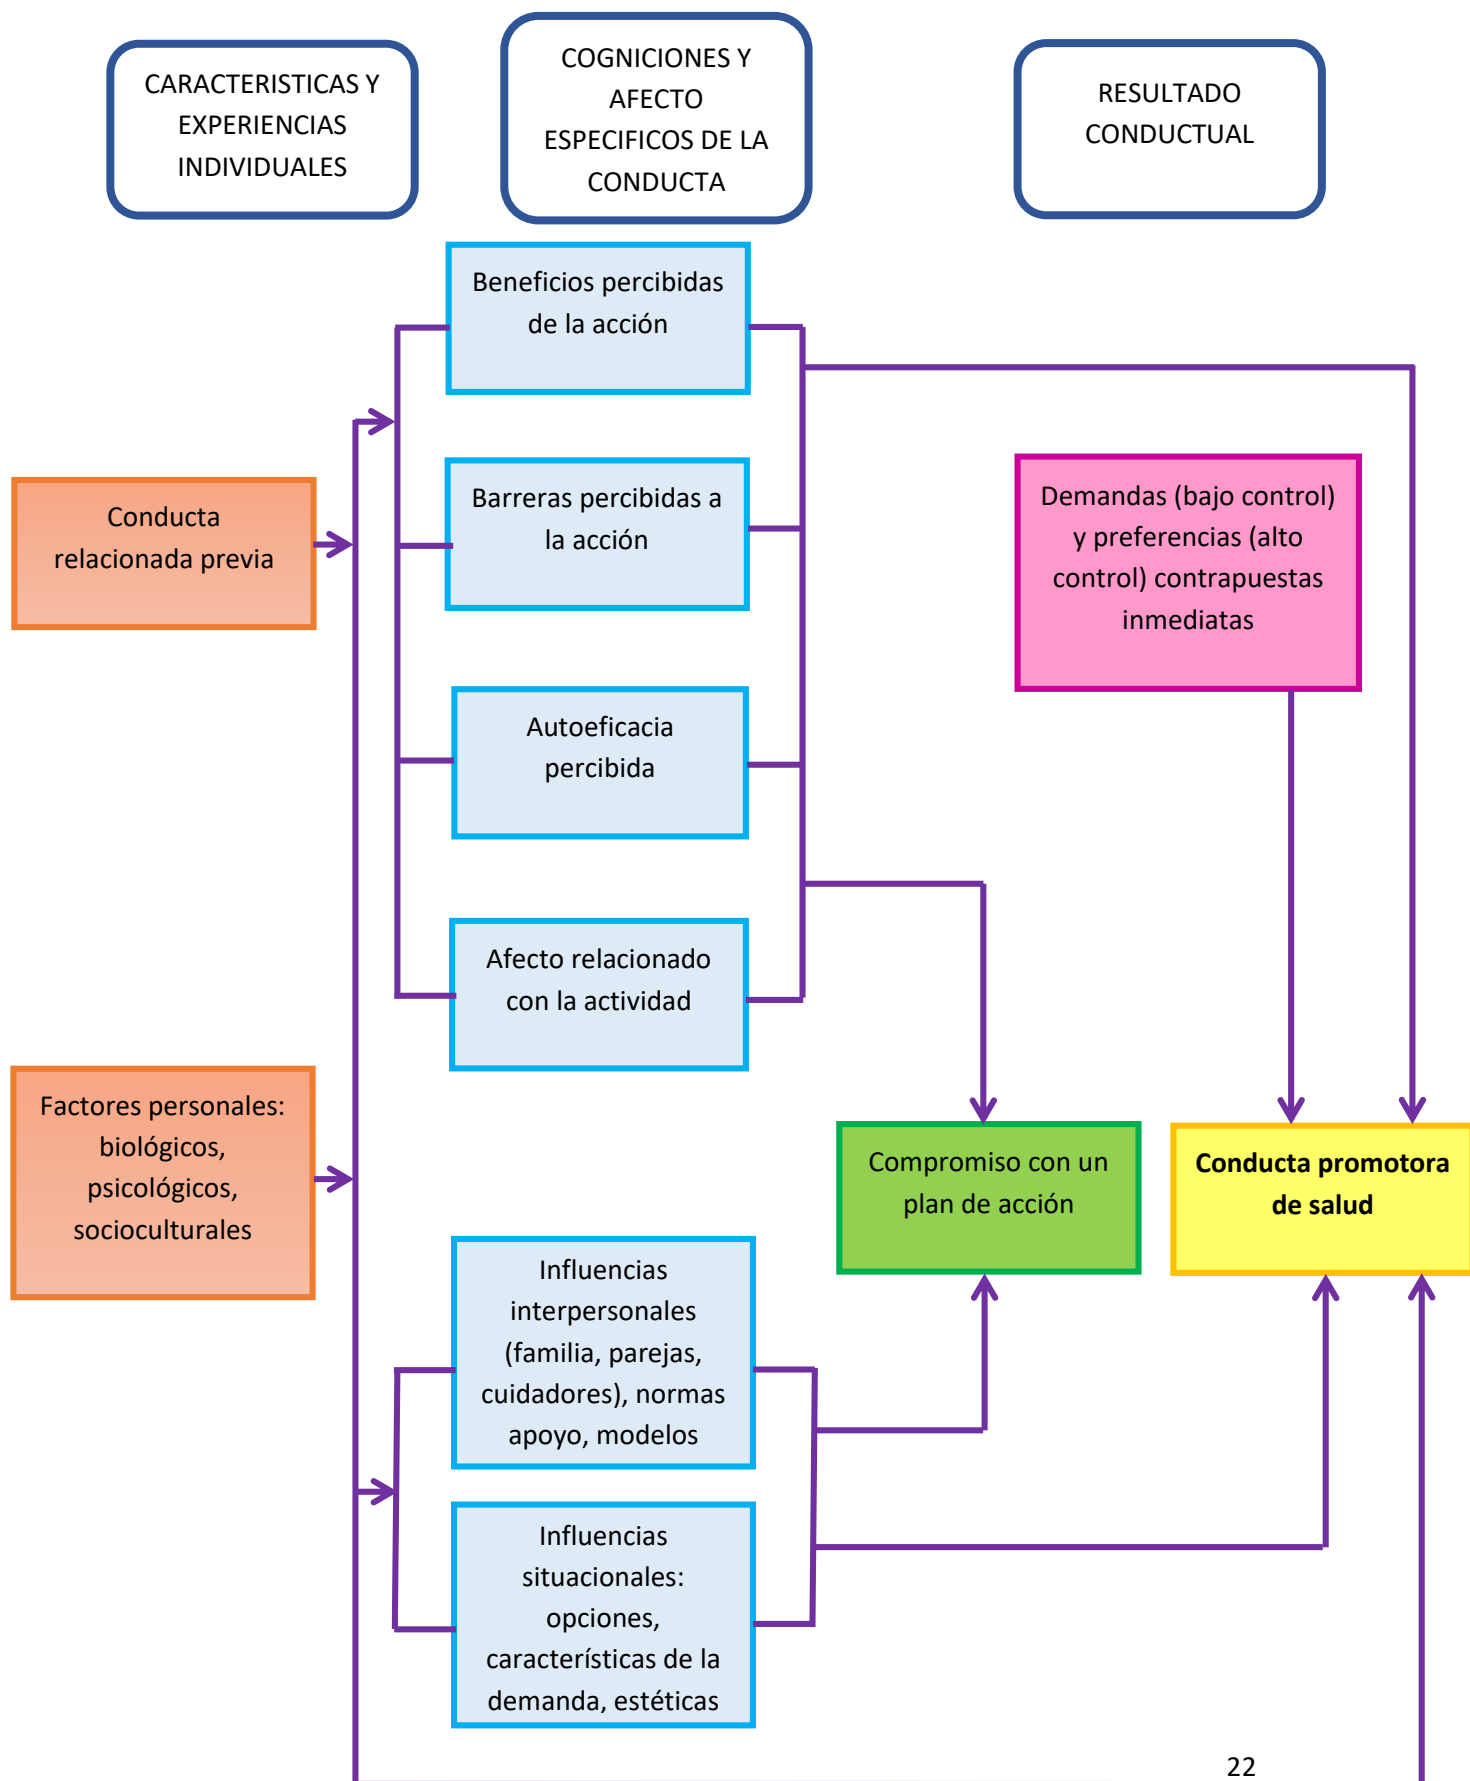 CARACTERISTICAS Y
EXPERIENCIAS
INDIVIDUALES
COGNICIONES Y
AFECTO
ESPECIFICOS DE LA
CONDUCTA
RESULTADO
CONDUCTUAL
Beneficios percibidas
de la acción
Conducta
relacionada previa
Barreras percibidas a
la acción
Demandas (bajo control)
y preferencias (alto
control) contrapuestas
inmediatas
Autoeficacia
percibida
Afecto relacionado
con la actividad
Factores personales:
biológicos,
psicológicos,
socioculturales
Compromiso con un
plan de acción
Conducta promotora
de salud
Influencias
interpersonales
(familia, parejas,
cuidadores), normas
apoyo, modelos
Influencias
situacionales:
opciones,
características de la
demanda, estéticas
22